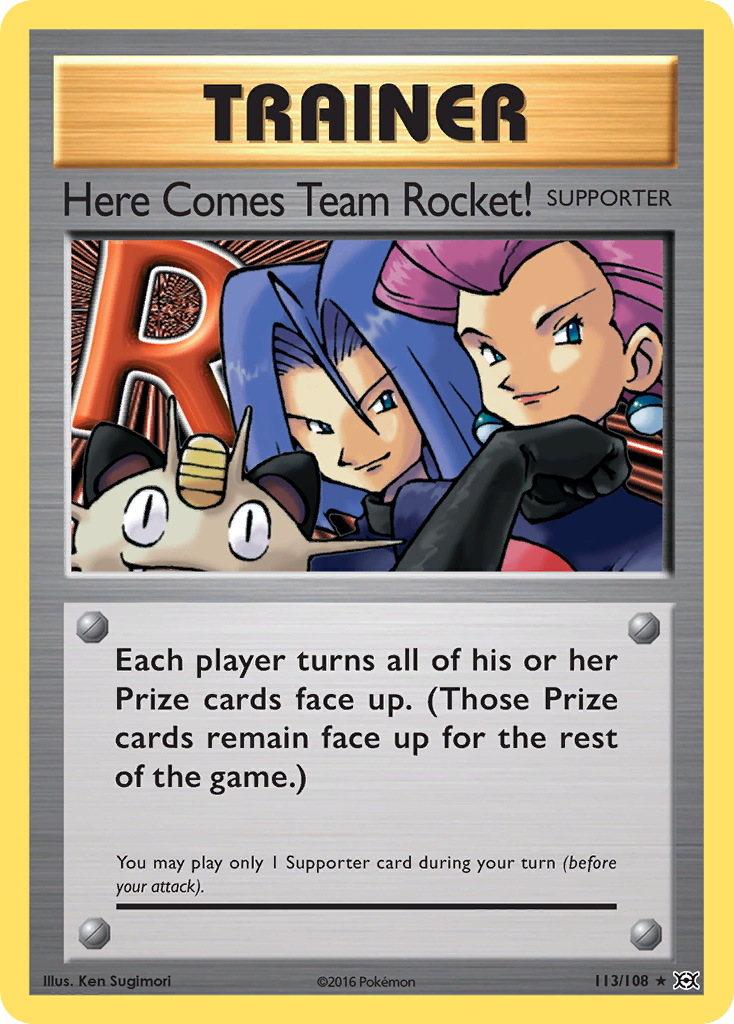 TRAINER
Here Comes Team Rocket! SUPPORTER
R
Each player turns all of his or her
Prize cards face up. (Those Prize
cards remain face up for the rest
of the game.)
You may play only 1 Supporter card during your turn (before
your attack).
Illus. Ken Sugimori ©2016 Pokémon 113/108 ★